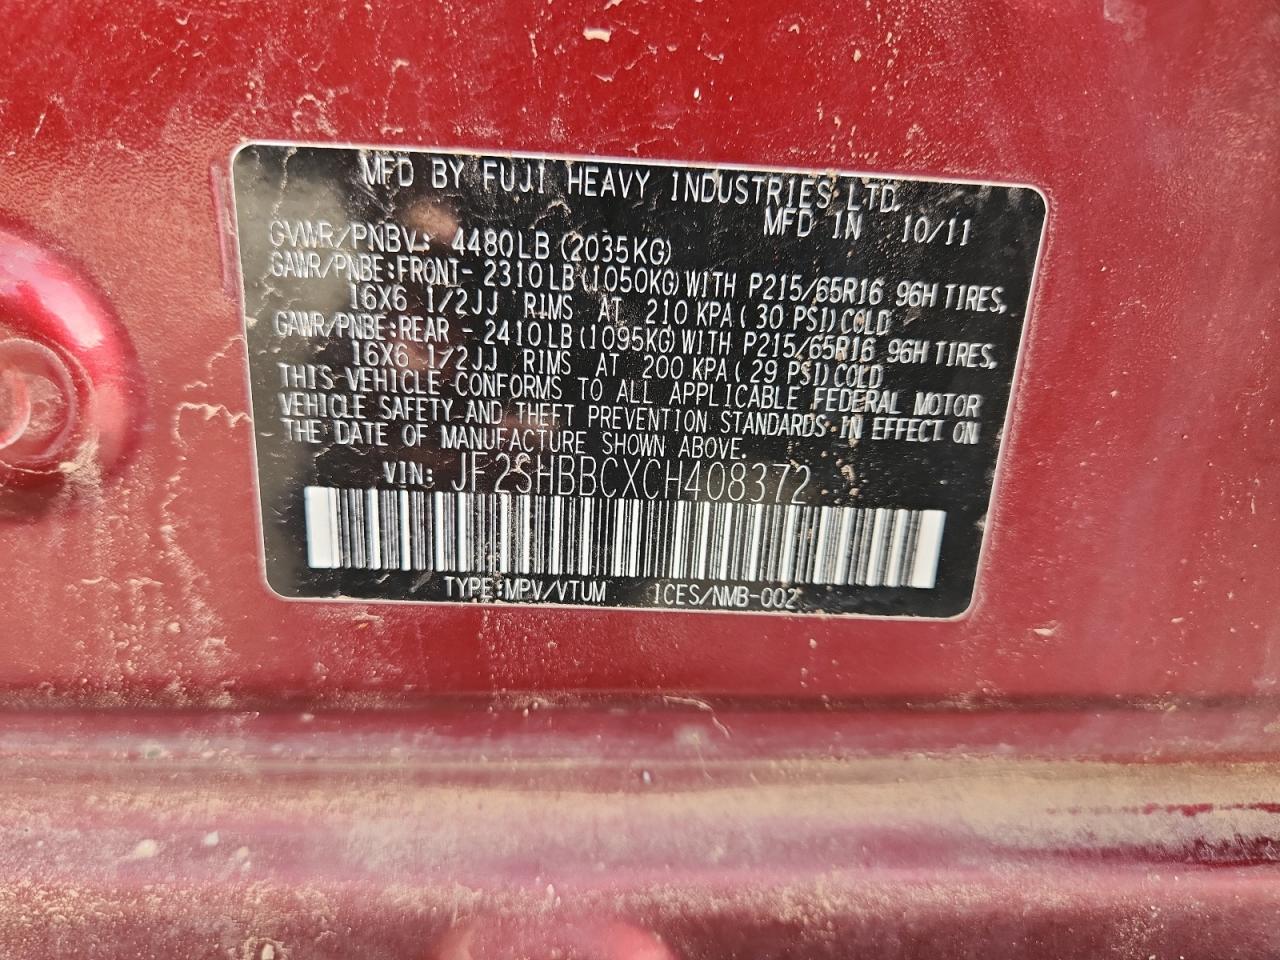 MFD BY FUJI HEAVY INDUSTRIES LTD.
MFD IN 10/11
GVWR/PNBV: 4480LB(2035KG)
GAWR/PNBE:FRONT- 2310LB(1050KG)WITH P215/65R16 96H TIRES,
16X6 1/2JJ RIMS AT 210 KPA(30 PSI)COLD
GAWR/PNBE:REAR - 2410LB(1095KG)WITH P215/65R16 96H TIRES,
16X6 1/2JJ RIMS AT 200 KPA(29 PSI)COLD
THIS VEHICLE CONFORMS TO ALL APPLICABLE FEDERAL MOTOR
VEHICLE SAFETY AND THEFT PREVENTION STANDARDS IN EFFECT ON
THE DATE OF MANUFACTURE SHOWN ABOVE.
VIN: JF2SHBBCXCH408372
TYPE:MPV/VTUM ICES/NMB-002